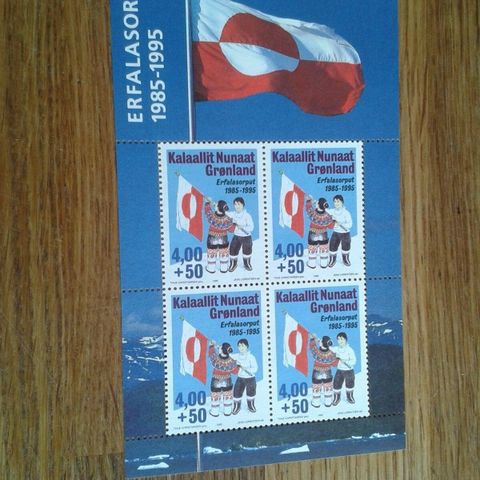 ERFALASOR
1985-1995
Kalaallit Nunaat
Grønland
Erfalasorput
1985-1995
4,00
+50
Kalaallit Nunaat
Grønland
Erfalasorput
1985-1995
4,00
+50
Kalaallit Nunaat
Grønland
Erfalasorput
1985-1995
4,00
+50
Kalaallit Nunaat
Grønland
Erfalasorput
1985-1995
4,00
+50